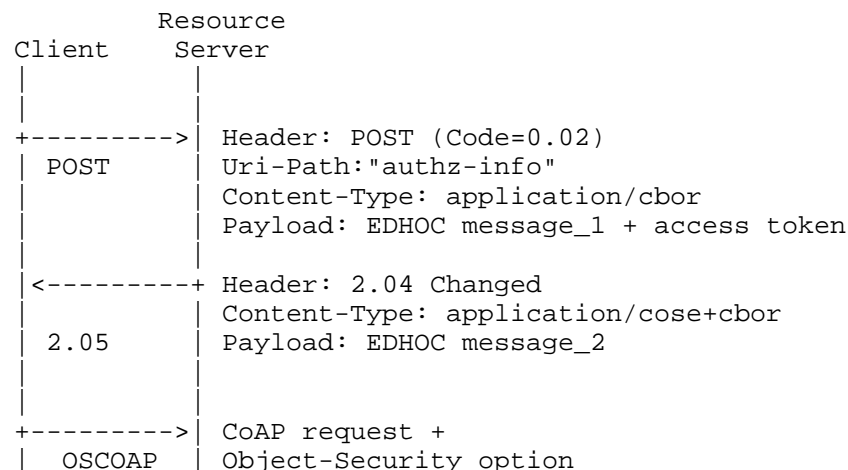 Resource
Client Server
| |
| |
+--------->| Header: POST (Code=0.02)
| POST | Uri-Path:"authz-info"
| | Content-Type: application/cbor
| | Payload: EDHOC message_1 + access token
| |
|<---------+ Header: 2.04 Changed
| | Content-Type: application/cose+cbor
| 2.05 | Payload: EDHOC message_2
| |
| |
+--------->| CoAP request +
| OSCOAP | Object-Security option